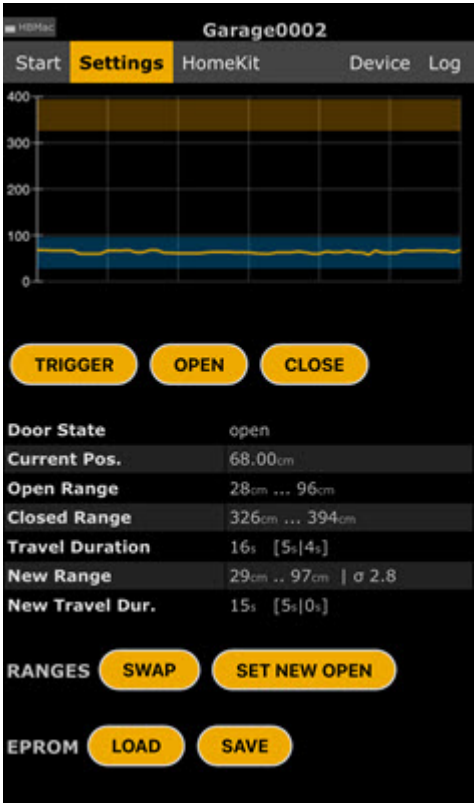 HBMac
Garage0002
Start Settings HomeKit Device Log
400
300
200
100
0
TRIGGER OPEN CLOSE
Door State open
Current Pos. 68.00cm
Open Range 28cm ... 96cm
Closed Range 326cm ... 394cm
Travel Duration 16s [5s|4s]
New Range 29cm .. 97cm | σ 2.8
New Travel Dur. 15s [5s|0s]
RANGES SWAP SET NEW OPEN
EPROM LOAD SAVE